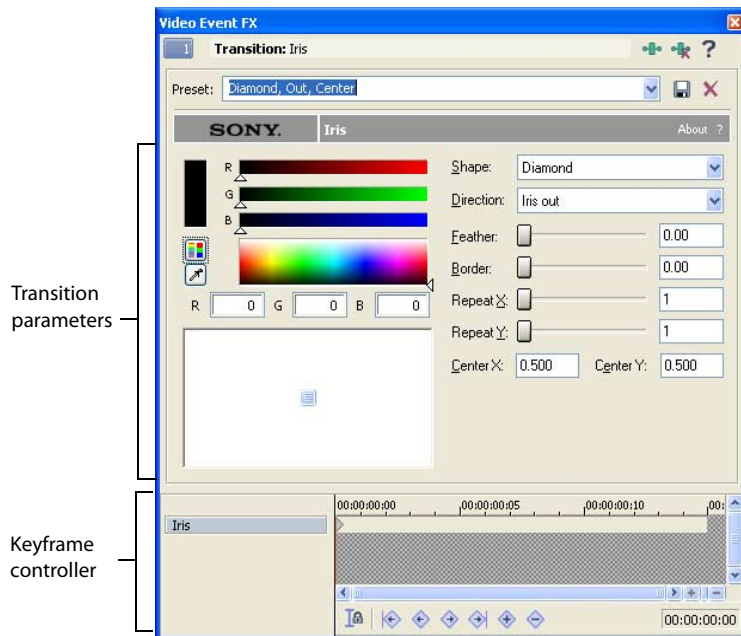 Video Event FX
1 Transition: Iris ?
Preset: Diamond, Out, Center
SONY. Iris About ?
Transition
parameters
R
G
B
R 0 G 0 B 0
Shape: Diamond
Direction: Iris out
Feather: 0.00
Border: 0.00
Repeat X: 1
Repeat Y: 1
Center X: 0.500 Center Y: 0.500
Keyframe
controller
00:00:00:00 00:00:00:05 00:00:00:10 00:
Iris
00:00:00:00